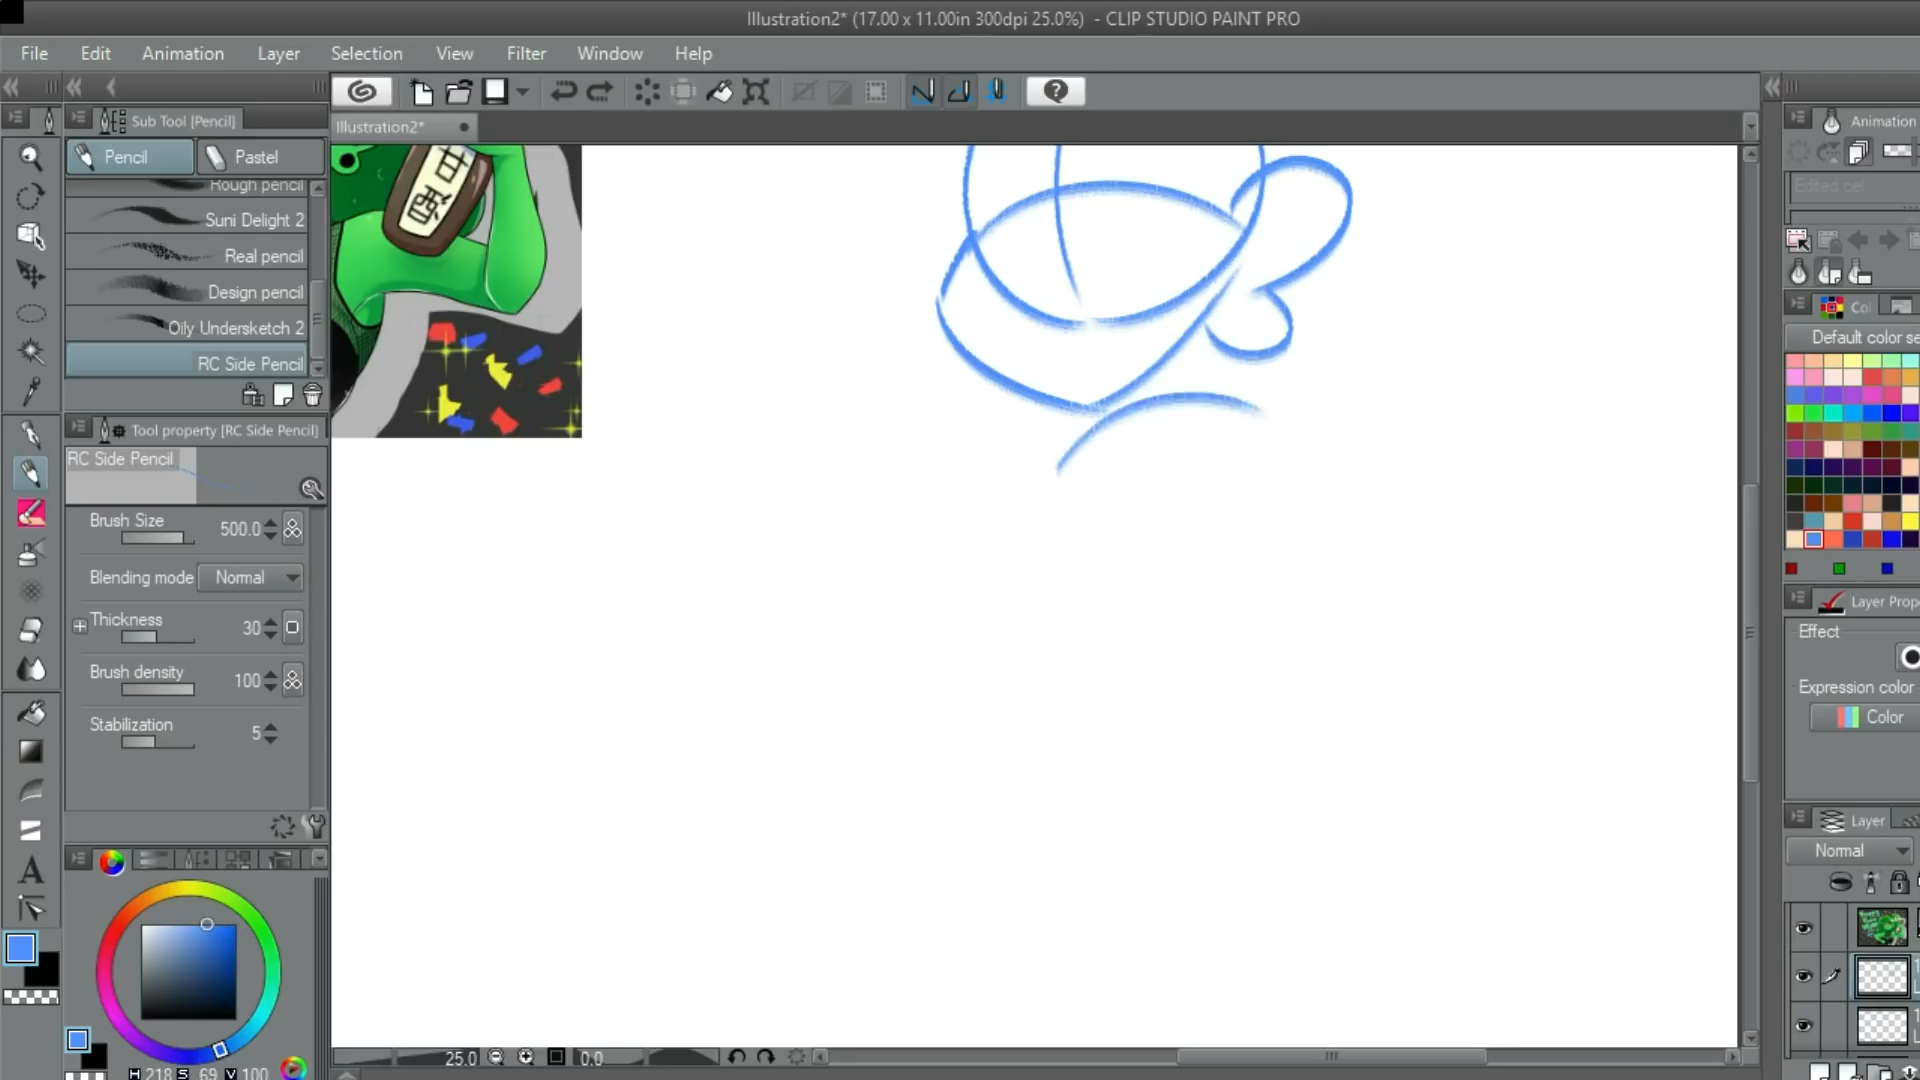 Illustration2* (17.00 x 11.00in 300dpi 25.0%)  - CLIP STUDIO PAINT PRO
File Edit Animation Layer Selection View Filter Window Help
Sub Tool [Pencil]
Illustration2*
Animation
Pencil Pastel
Rough pencil
Edited cel
Suni Delight 2
Real pencil
Design pencil
Oily Undersketch 2
RC Side Pencil
Default color se
Tool property [RC Side Pencil]
RC Side Pencil
Brush Size 500.0
Blending mode Normal
Thickness 30
Brush density 100
Stabilization 5
Layer Prop
Effect
Expression color
Color
Layer
Normal
25.0 0.0
H 218 S 69 V 100
甘酒